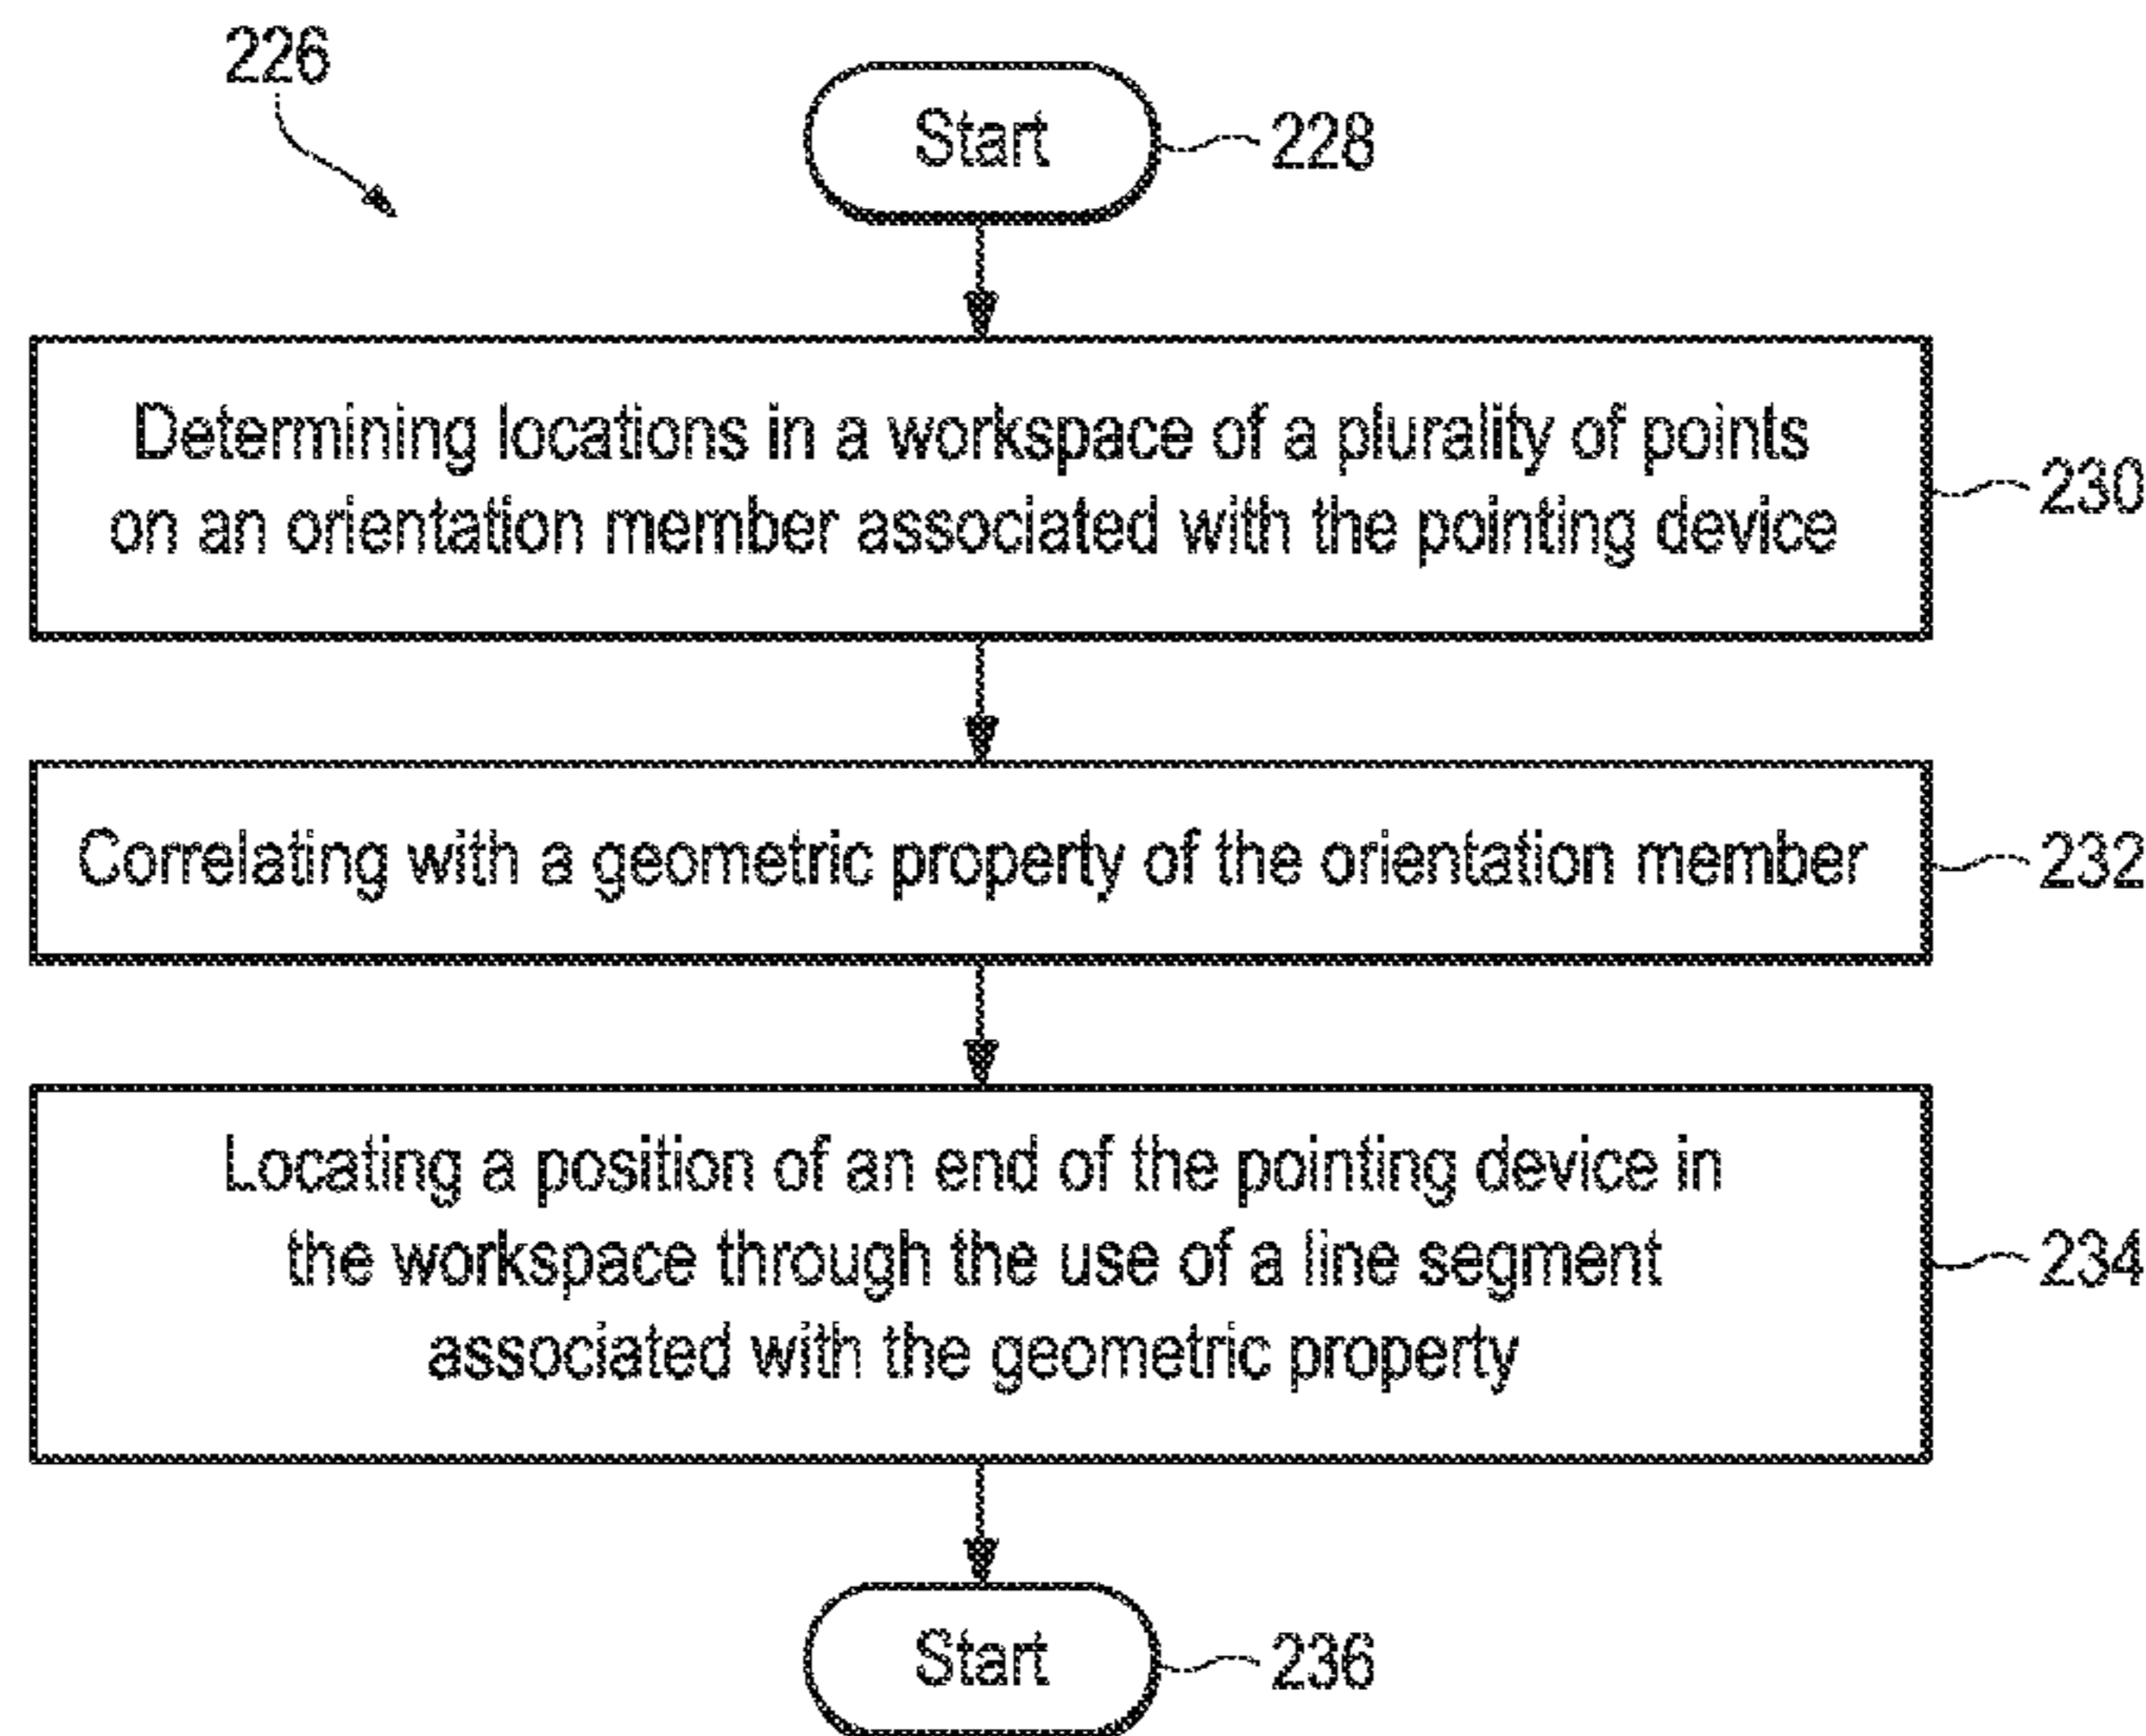 226
Start
228
Determining locations in a workspace of a plurality of points
on an orientation member associated with the pointing device
230
Correlating with a geometric property of the orientation member
232
Locating a position of an end of the pointing device in
the workspace through the use of a line segment
associated with the geometric property
234
Start
236